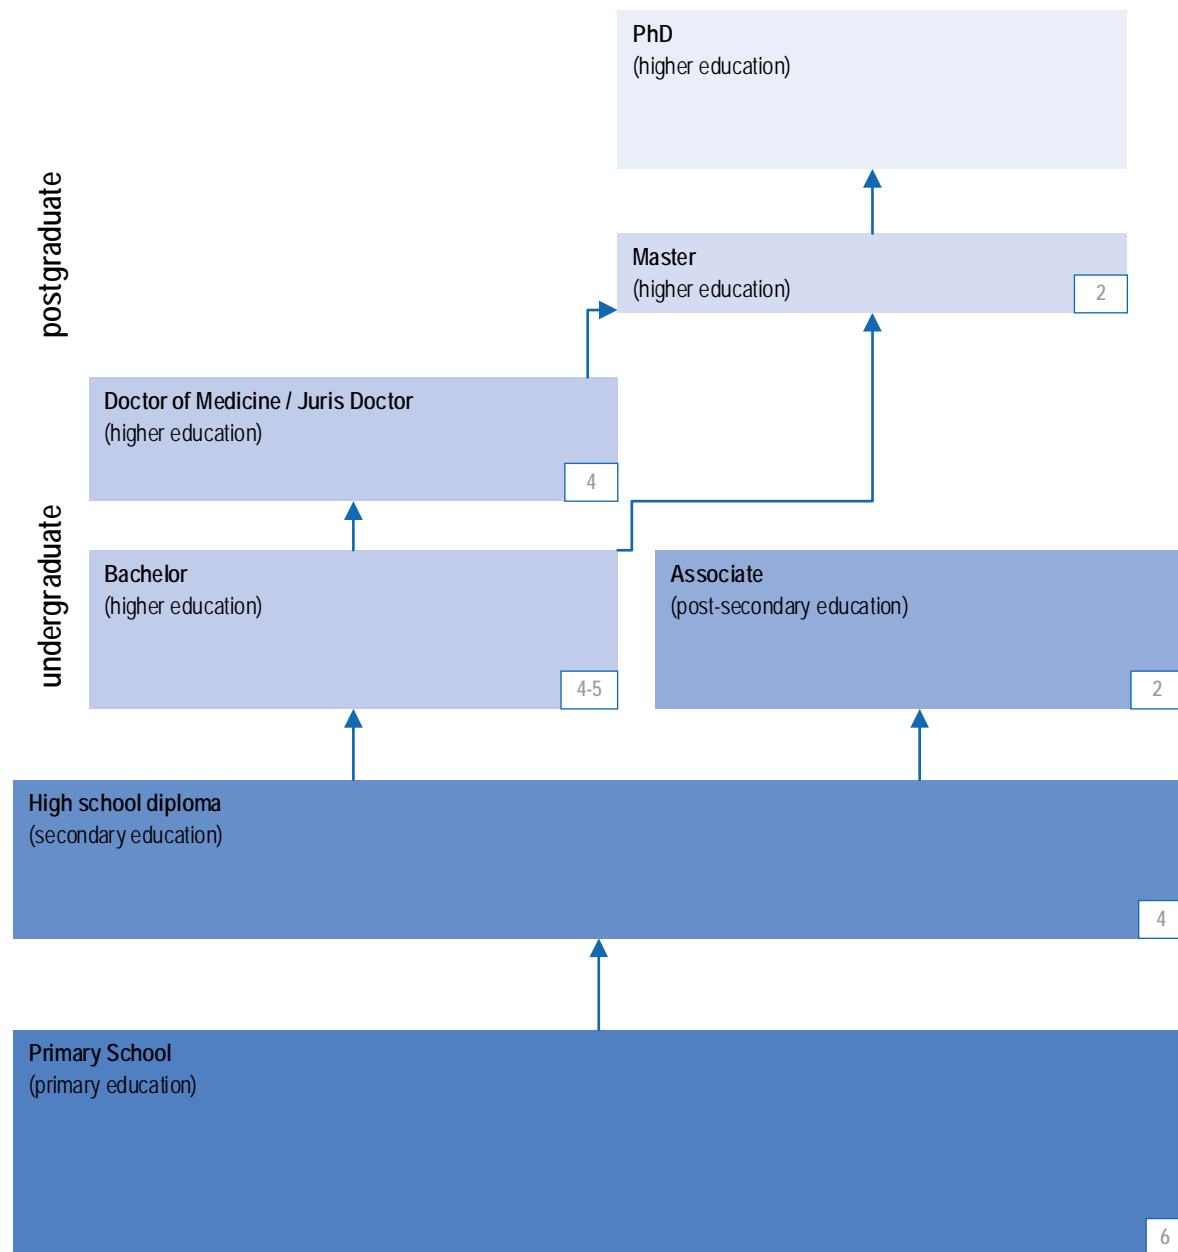 PhD
(higher education)
postgraduate
Master
(higher education)
2
Doctor of Medicine / Juris Doctor
(higher education)
4
undergraduate
Bachelor
(higher education)
4-5
Associate
(post-secondary education)
2
High school diploma
(secondary education)
4
Primary School
(primary education)
6